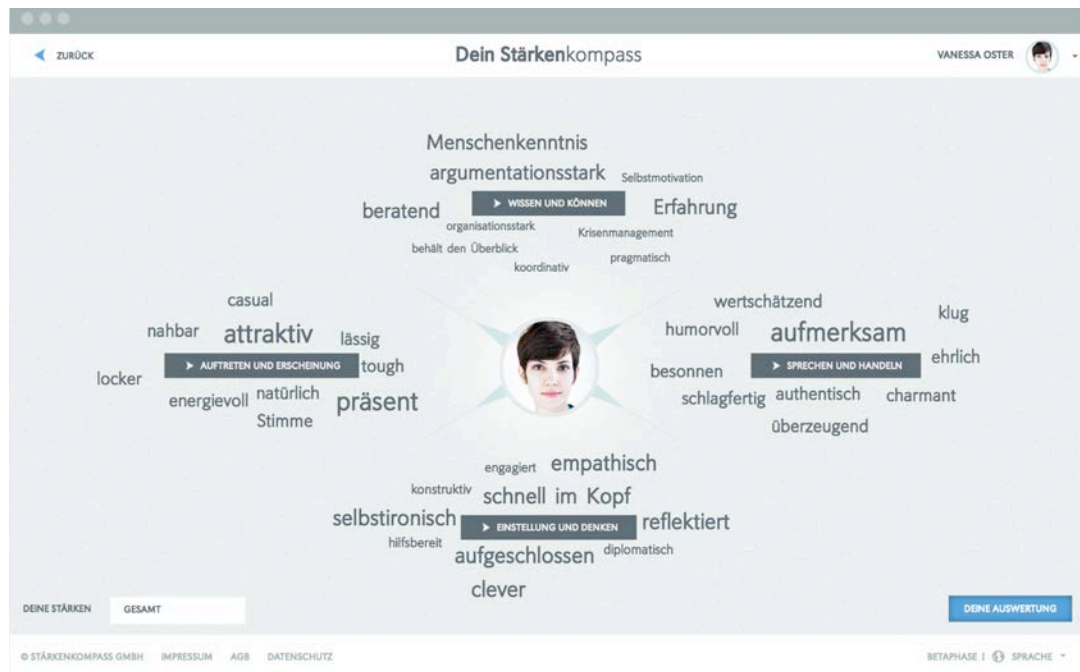 ZURÜCK
Dein Stärkenkompass
VANESSA OSTER
Menschenkenntnis
argumentationsstark
Selbstmotivation
WISSEN UND KÖNNEN
beratend
Erfahrung
organisationsstark
Krisenmanagement
behält den Überblick
pragmatisch
koordinativ
casual
nahbar
attraktiv
lässig
AUFTRETEN UND ERSCHEINUNG
tough
locker
energievoll
natürlich
präsent
Stimme
wertschätzend
klug
humorvoll
aufmerksam
ehrlich
besonnen
SPRECHEN UND HANDELN
schlagfertig
authentisch
charmant
überzeugend
engagiert
empathisch
konstruktiv
schnell im Kopf
selbstironisch
EINSTELLUNG UND DENKEN
reflektiert
hilfsbereit
aufgeschlossen
diplomatisch
clever
DEINE STÄRKEN
GESAMT
DEINE AUSWERTUNG
© STÄRKENKOMPASS GMBH IMPRESSUM AGB DATENSCHUTZ
BETAPHASE | SPRACHE